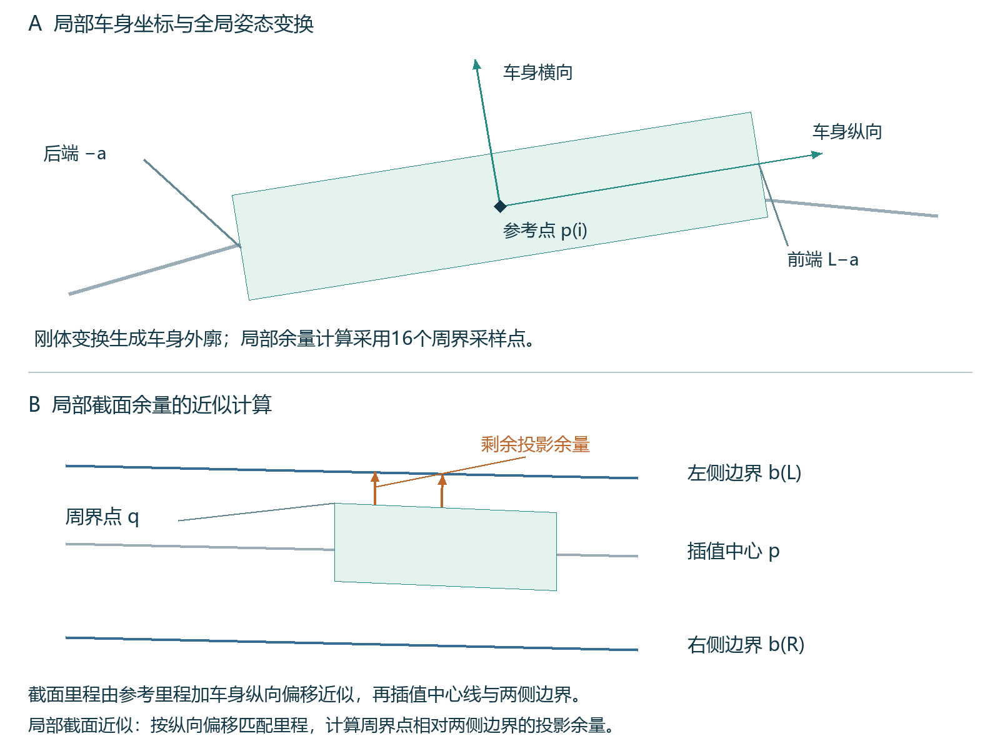 A 局部车身坐标与全局姿态变换
车身横向
车身纵向
后端 −a
参考点 p(i)
前端 L−a
刚体变换生成车身外廓；局部余量计算采用16个周界采样点。
B 局部截面余量的近似计算
剩余投影余量
左侧边界 b(L)
周界点 q
插值中心 p
右侧边界 b(R)
截面里程由参考里程加车身纵向偏移近似，再插值中心线与两侧边界。
局部截面近似：按纵向偏移匹配里程，计算周界点相对两侧边界的投影余量。